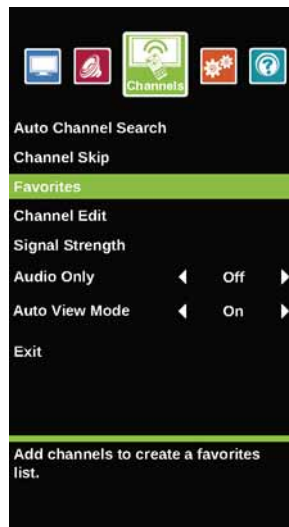 Channels
Auto Channel Search
Channel Skip
Favorites
Channel Edit
Signal Strength
Audio Only Off
Auto View Mode On
Exit
Add channels to create a favorites
list.